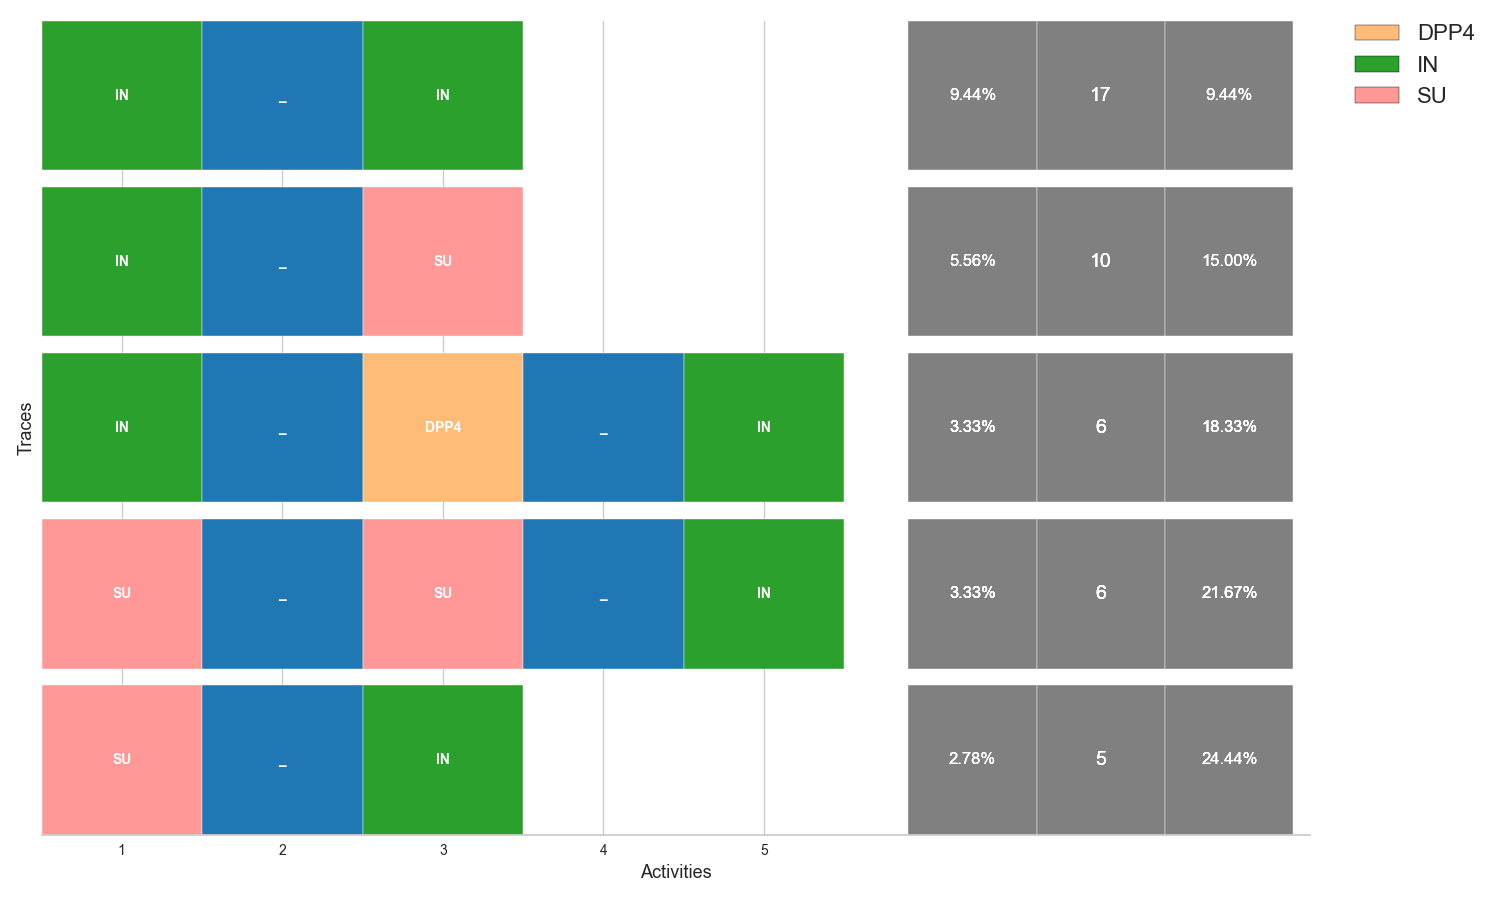 IN _ IN 9.44% 17 9.44%
IN _ SU 5.56% 10 15.00%
IN _ DPP4 _ IN 3.33% 6 18.33%
SU _ SU _ IN 3.33% 6 21.67%
SU _ IN 2.78% 5 24.44%
Traces
1 2 3 4 5
Activities
DPP4
IN
SU